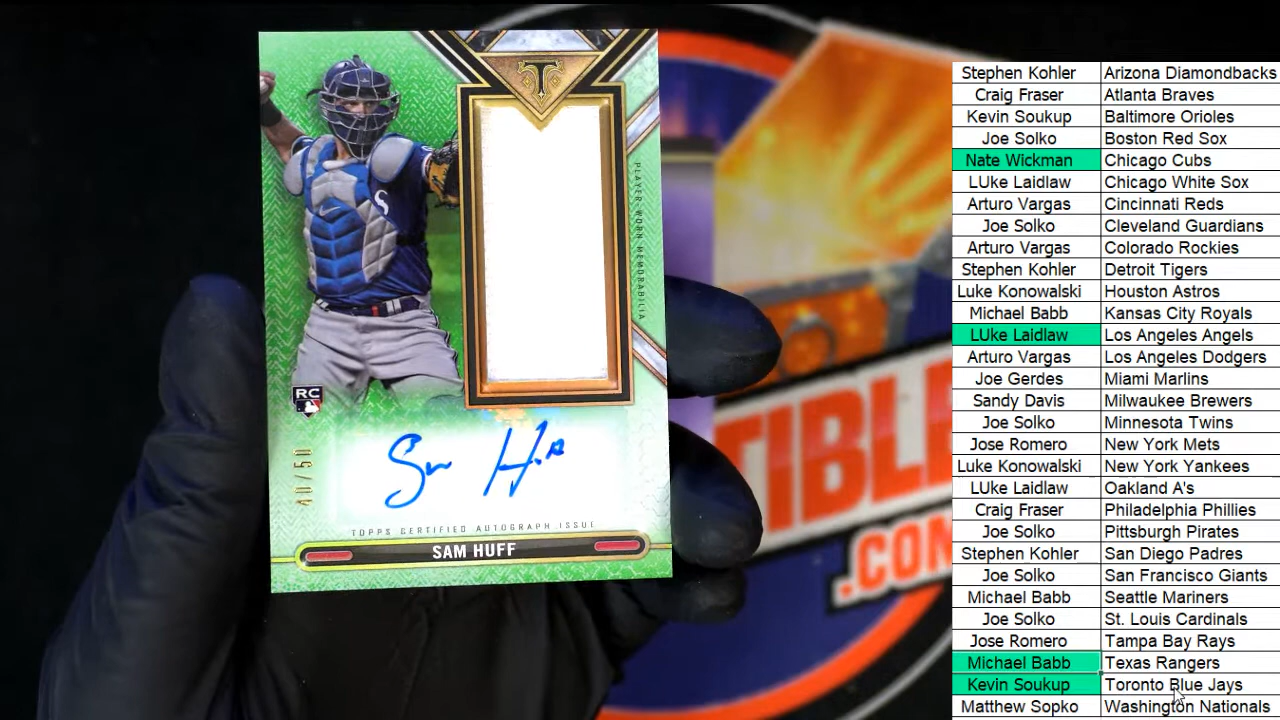 T
PLAYER-WORN MEMORABILIA
RC
40/50
Sam Huff
TOPPS CERTIFIED AUTOGRAPH ISSUE
SAM HUFF
TIBLE
.CON
Stephen Kohler Arizona Diamondbacks
Craig Fraser Atlanta Braves
Kevin Soukup Baltimore Orioles
Joe Solko Boston Red Sox
Nate Wickman Chicago Cubs
LUke Laidlaw Chicago White Sox
Arturo Vargas Cincinnati Reds
Joe Solko Cleveland Guardians
Arturo Vargas Colorado Rockies
Stephen Kohler Detroit Tigers
Luke Konowalski Houston Astros
Michael Babb Kansas City Royals
LUke Laidlaw Los Angeles Angels
Arturo Vargas Los Angeles Dodgers
Joe Gerdes Miami Marlins
Sandy Davis Milwaukee Brewers
Joe Solko Minnesota Twins
Jose Romero New York Mets
Luke Konowalski New York Yankees
LUke Laidlaw Oakland A's
Craig Fraser Philadelphia Phillies
Joe Solko Pittsburgh Pirates
Stephen Kohler San Diego Padres
Joe Solko San Francisco Giants
Michael Babb Seattle Mariners
Joe Solko St. Louis Cardinals
Jose Romero Tampa Bay Rays
Michael Babb Texas Rangers
Kevin Soukup Toronto Blue Jays
Matthew Sopko Washington Nationals